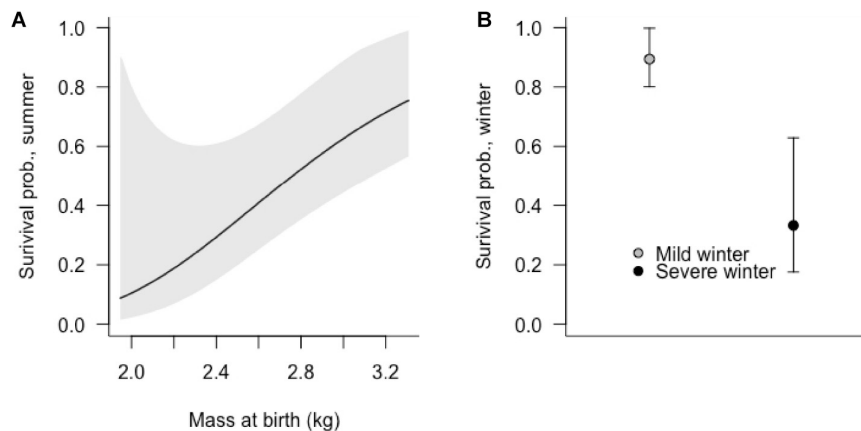 A
Surivival prob., summer
1.0
0.8
0.6
0.4
0.2
0.0
2.0 2.4 2.8 3.2
Mass at birth (kg)
B
Surivival prob., winter
1.0
0.8
0.6
0.4
0.2
0.0
Mild winter
Severe winter